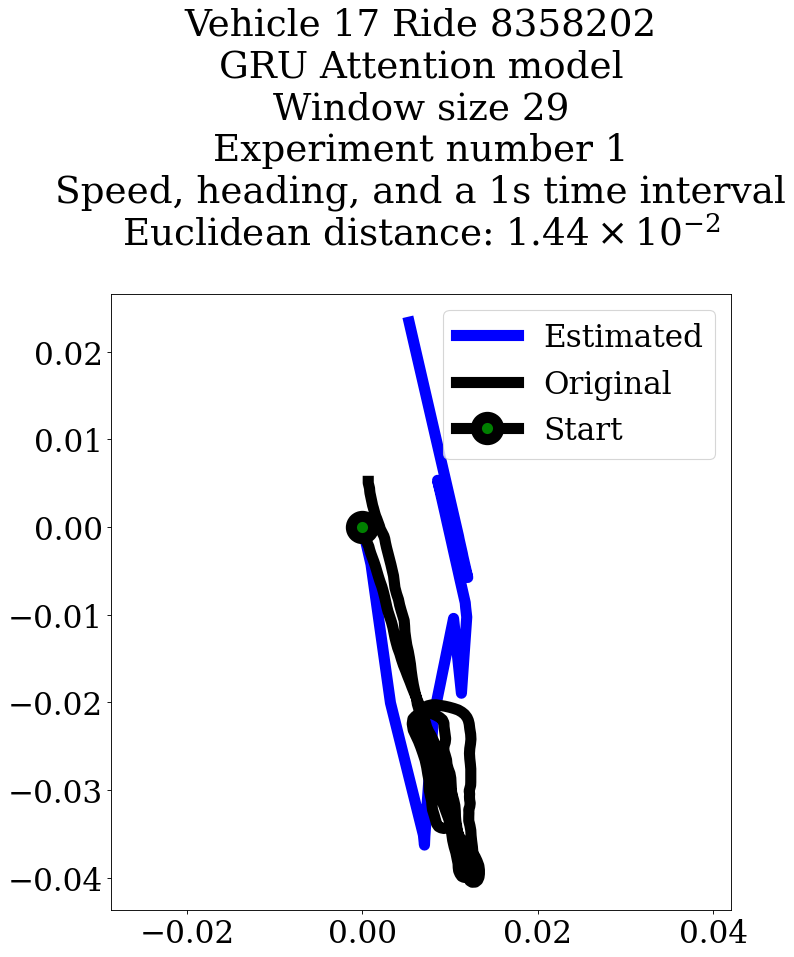 Vehicle 17 Ride 8358202
GRU Attention model
Window size 29
Experiment number 1
Speed, heading, and a 1s time interval
Euclidean distance: 1.44 × 10⁻²
Estimated
Original
Start
0.02
0.01
0.00
−0.01
−0.02
−0.03
−0.04
−0.02 0.00 0.02 0.04